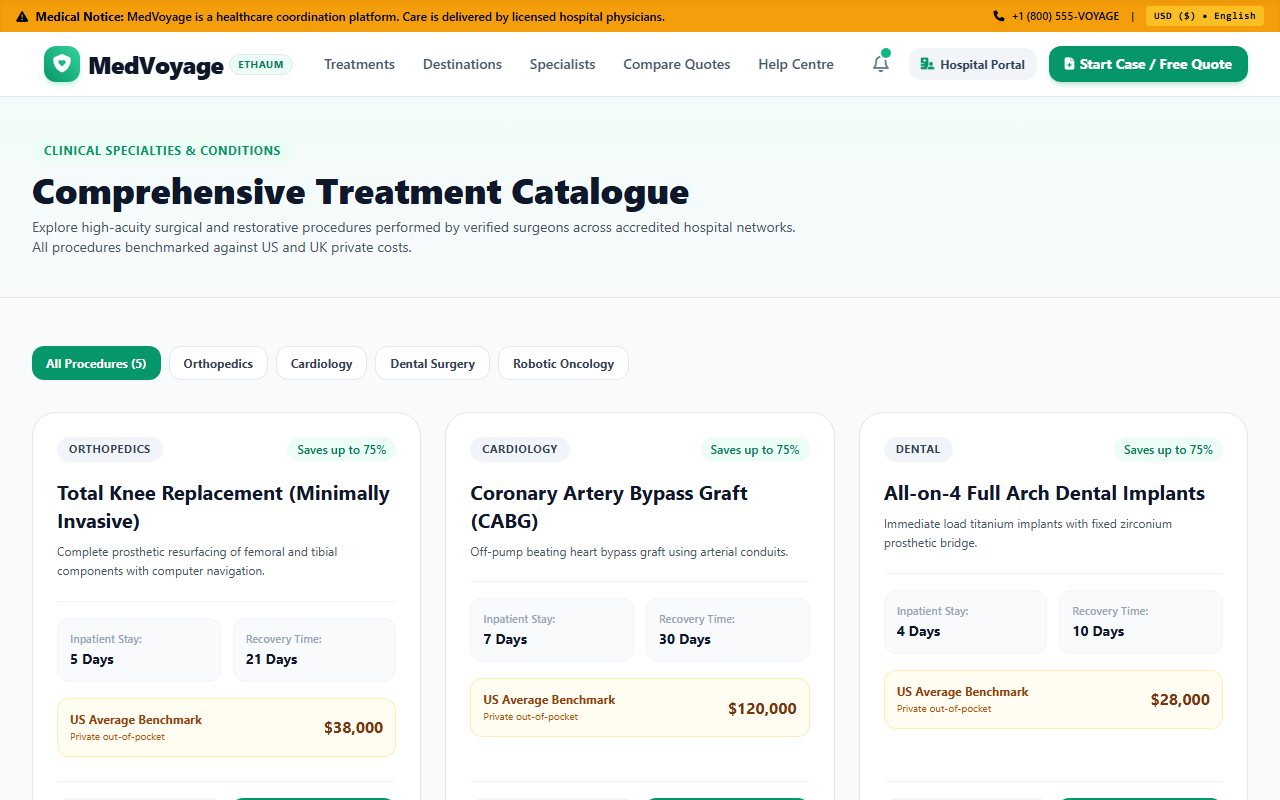 Medical Notice: MedVoyage is a healthcare coordination platform. Care is delivered by licensed hospital physicians.
+1 (800) 555-VOYAGE | USD ($) • English
MedVoyage ETHAUM Treatments Destinations Specialists Compare Quotes Help Centre Hospital Portal Start Case / Free Quote
CLINICAL SPECIALTIES & CONDITIONS
Comprehensive Treatment Catalogue
Explore high-acuity surgical and restorative procedures performed by verified surgeons across accredited hospital networks.
All procedures benchmarked against US and UK private costs.
All Procedures (5) Orthopedics Cardiology Dental Surgery Robotic Oncology
ORTHOPEDICS Saves up to 75%
Total Knee Replacement (Minimally
Invasive)
Complete prosthetic resurfacing of femoral and tibial
components with computer navigation.
Inpatient Stay: Recovery Time:
5 Days 21 Days
US Average Benchmark
Private out-of-pocket
$38,000
CARDIOLOGY Saves up to 75%
Coronary Artery Bypass Graft
(CABG)
Off-pump beating heart bypass graft using arterial conduits.
Inpatient Stay: Recovery Time:
7 Days 30 Days
US Average Benchmark
Private out-of-pocket
$120,000
DENTAL Saves up to 75%
All-on-4 Full Arch Dental Implants
Immediate load titanium implants with fixed zirconium
prosthetic bridge.
Inpatient Stay: Recovery Time:
4 Days 10 Days
US Average Benchmark
Private out-of-pocket
$28,000